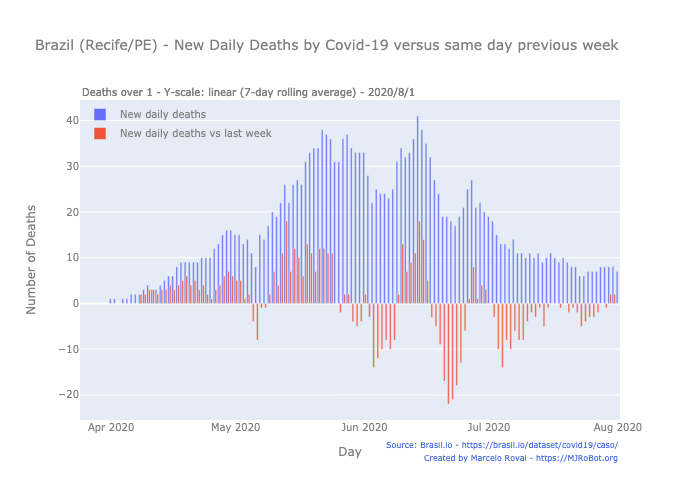 Brazil (Recife/PE) - New Daily Deaths by Covid-19 versus same day previous week
Deaths over 1 - Y-scale: linear (7-day rolling average) - 2020/8/1
New daily deaths
New daily deaths vs last week
40
30
20
10
0
−10
−20
Number of Deaths
Apr 2020
May 2020
Jun 2020
Jul 2020
Aug 2020
Day
Source: Brasil.io - https://brasil.io/dataset/covid19/caso/
Created by Marcelo Rovai - https://MJRoBot.org